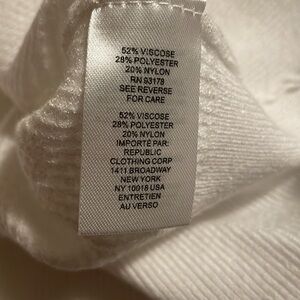 52% VISCOSE
28% POLYESTER
20% NYLON
RN 93178
SEE REVERSE
FOR CARE
52% VISCOSE
28% POLYESTER
20% NYLON
IMPORTÉ PAR:
REPUBLIC
CLOTHING CORP
1411 BROADWAY
NEW YORK
NY 10018 USA
ENTRETIEN
AU VERSO